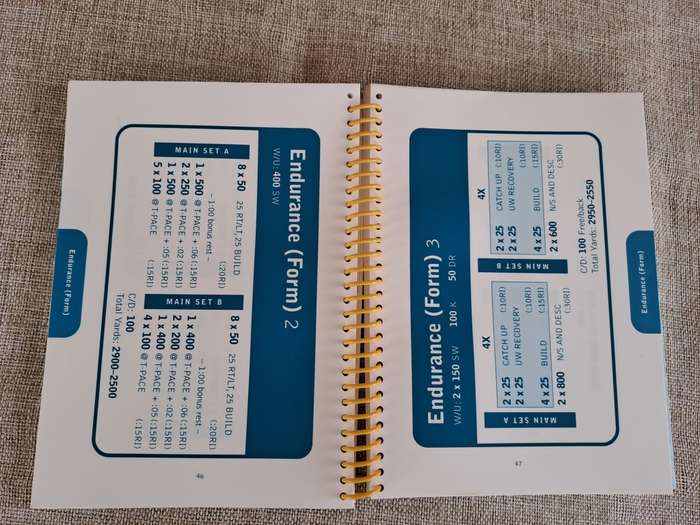 Endurance (Form)
Endurance (Form) 2
W/U: 400 SW
MAIN SET A
8 x 50 25 RT/LT, 25 BUILD
(:20RI)
– 1:00 bonus rest –
1 x 500 @T-PACE + :06 (:15RI)
2 x 250 @T-PACE + :02 (:15RI)
1 x 500 @T-PACE + :05 (:15RI)
5 x 100 @T-PACE (:15RI)
MAIN SET B
8 x 50 25 RT/LT, 25 BUILD
(:20RI)
– 1:00 bonus rest –
1 x 400 @T-PACE + :06 (:15RI)
2 x 200 @T-PACE + :02 (:15RI)
1 x 400 @T-PACE + :05 (:15RI)
4 x 100 @T-PACE (:15RI)
C/D: 100
Total Yards: 2900–2500
46
Endurance (Form) 3
W/U: 2 x 150 SW 100 K 50 DR
MAIN SET A
4X
2 x 25 CATCH UP (:10RI)
2 x 25 UW RECOVERY (:10RI)
4 x 25 BUILD (:15RI)
2 x 800 N/S AND DESC (:30RI)
MAIN SET B
4X
2 x 25 CATCH UP (:10RI)
2 x 25 UW RECOVERY (:10RI)
4 x 25 BUILD (:15RI)
2 x 600 N/S AND DESC (:30RI)
C/D: 100 Free/back
Total Yards: 2950–2550
Endurance (Form)
47